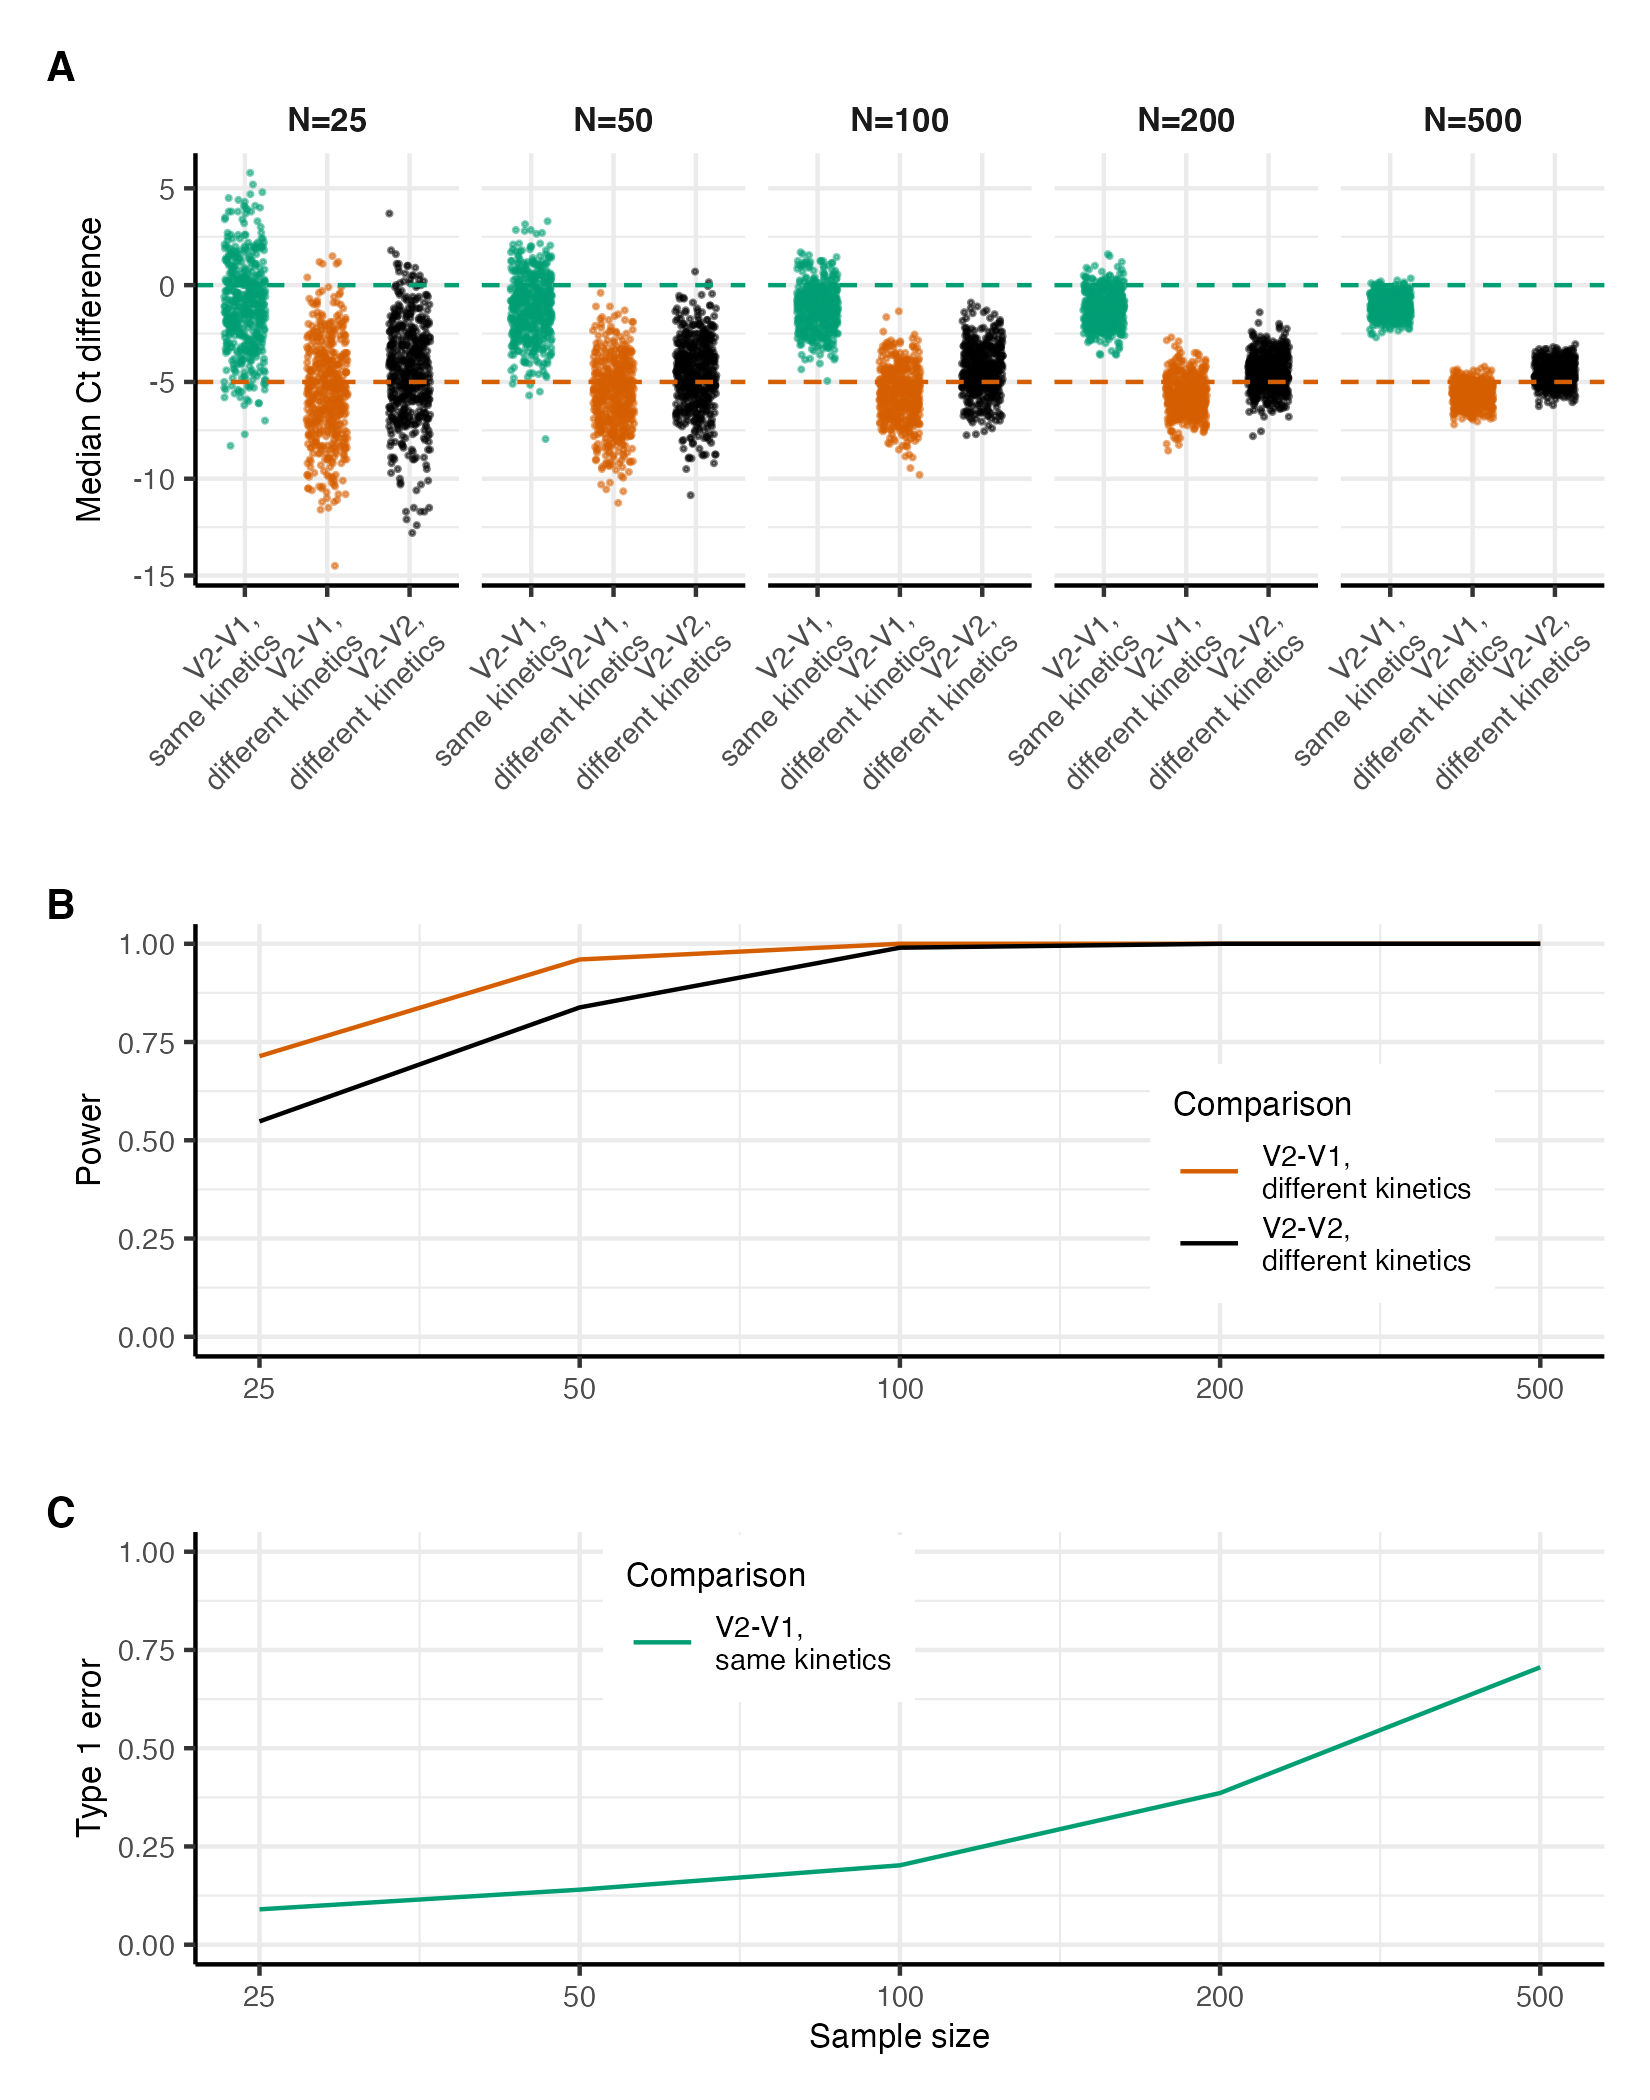 A
N=25 N=50 N=100 N=200 N=500
Median Ct difference
5
0
-5
-10
-15
V2-V1,
same kinetics
V2-V1,
different kinetics
V2-V2,
different kinetics
V2-V1,
same kinetics
V2-V1,
different kinetics
V2-V2,
different kinetics
V2-V1,
same kinetics
V2-V1,
different kinetics
V2-V2,
different kinetics
V2-V1,
same kinetics
V2-V1,
different kinetics
V2-V2,
different kinetics
V2-V1,
same kinetics
V2-V1,
different kinetics
V2-V2,
different kinetics
B
Power
1.00
0.75
0.50
0.25
0.00
Comparison
V2-V1,
different kinetics
V2-V2,
different kinetics
25 50 100 200 500
C
Type 1 error
1.00
0.75
0.50
0.25
0.00
Comparison
V2-V1,
same kinetics
25 50 100 200 500
Sample size